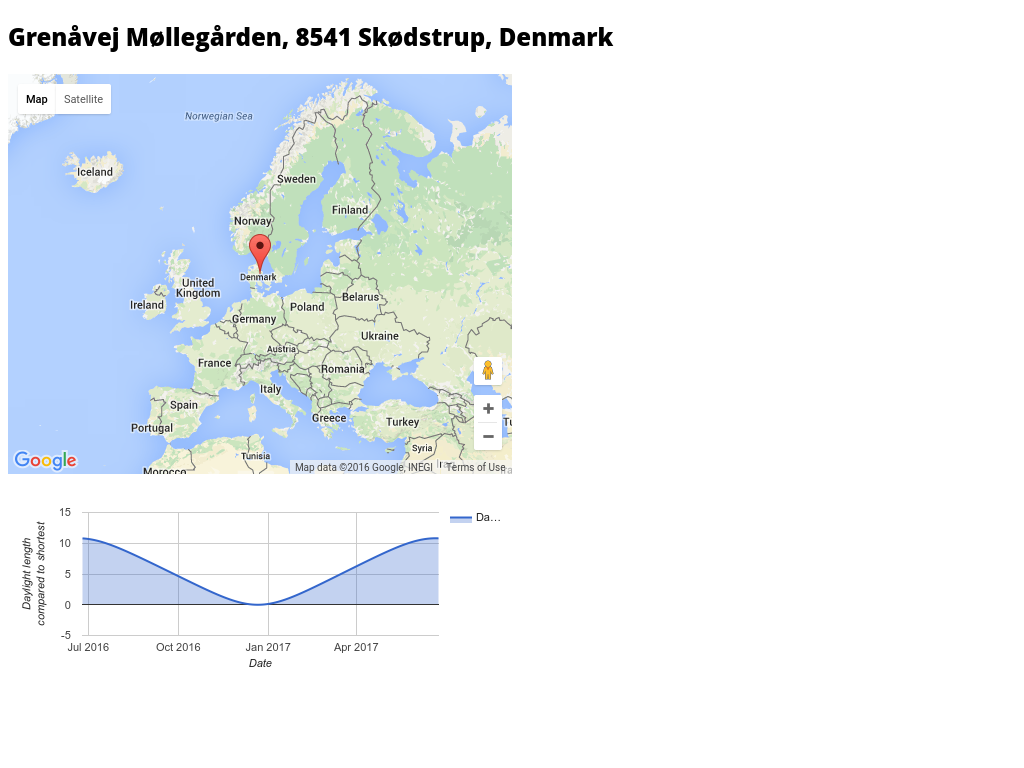 Grenåvej Møllegården, 8541 Skødstrup, Denmark
Map Satellite
Norwegian Sea
Iceland
Sweden
Finland
Norway
Denmark
United
Kingdom
Ireland
Belarus
Poland
Germany
Ukraine
Austria
France
Romania
Italy
Spain
Portugal
Greece
Turkey
Syria
Tunisia
Morocco
Google
Map data ©2016 Google, INEGI
Terms of Use
15
10
5
0
-5
Daylight length
compared to shortest
Da...
Jul 2016 Oct 2016 Jan 2017 Apr 2017
Date